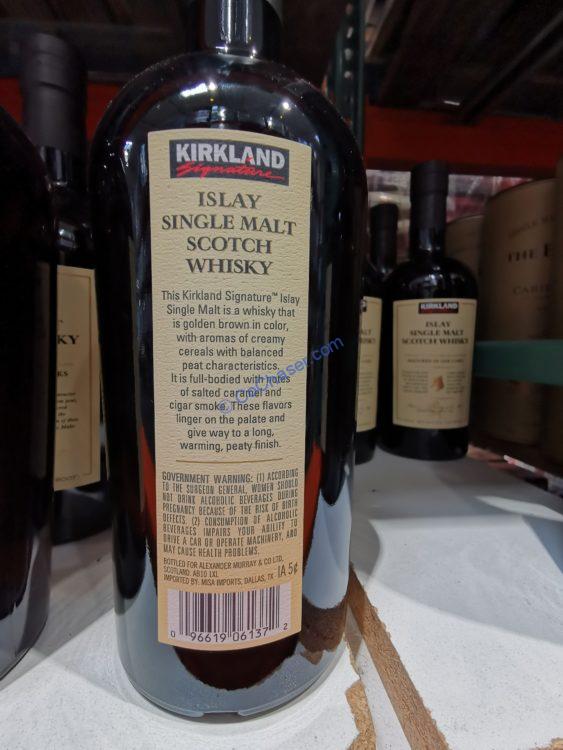 KIRKLAND
Signature
ISLAY
SINGLE MALT
SCOTCH
WHISKY
This Kirkland Signature™ Islay
Single Malt is a whisky that
is golden brown in color,
with aromas of creamy
cereals with balanced
peat characteristics.
It is full-bodied with notes
of salted caramel and
cigar smoke. These flavors
linger on the palate and
give way to a long,
warming, peaty finish.
GOVERNMENT WARNING: (1) ACCORDING
TO THE SURGEON GENERAL, WOMEN SHOULD
NOT DRINK ALCOHOLIC BEVERAGES DURING
PREGNANCY BECAUSE OF THE RISK OF BIRTH
DEFECTS. (2) CONSUMPTION OF ALCOHOLIC
BEVERAGES IMPAIRS YOUR ABILITY TO
DRIVE A CAR OR OPERATE MACHINERY, AND
MAY CAUSE HEALTH PROBLEMS.
BOTTLED FOR ALEXANDER MURRAY & CO LTD,
SCOTLAND: AB10 1XL
IMPORTED BY: MISA IMPORTS, DALLAS, TX
IA 5¢
0 96619 06137 2
KIRKLAND
ISLAY
SINGLE MALT
SCOTCH WHISKY
THE